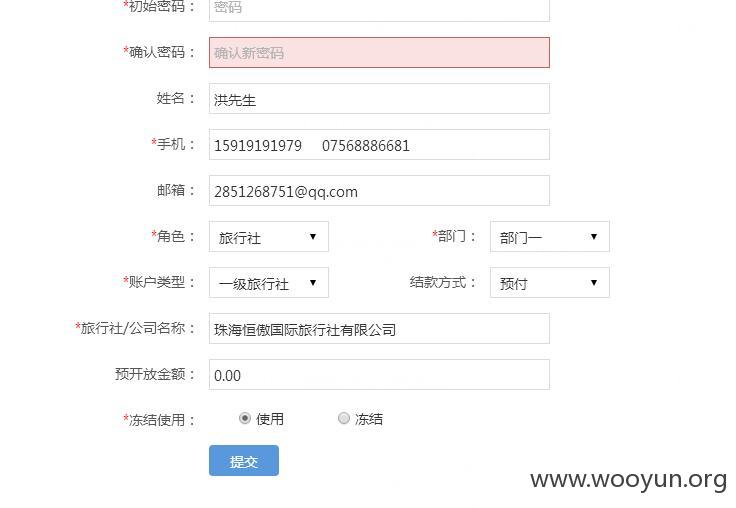 *初始密码： 密码
*确认密码： 确认新密码
姓名： 洪先生
*手机： 15919191979 07568886681
邮箱： 2851268751@qq.com
*角色： 旅行社 *部门： 部门一
*账户类型： 一级旅行社 结款方式： 预付
*旅行社/公司名称： 珠海恒傲国际旅行社有限公司
预开放金额： 0.00
*冻结使用： 使用 冻结
提交
www.wooyun.org